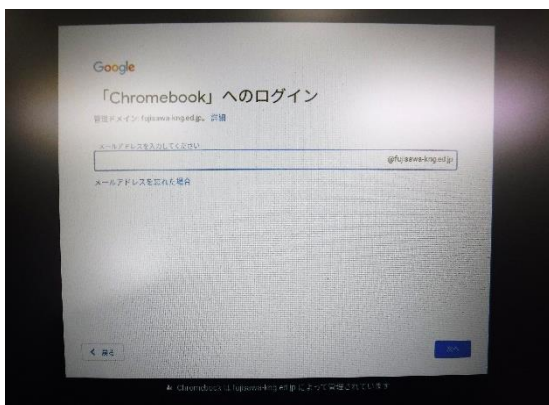 Google
「Chromebook」へのログイン
管理ドメイン: fujisawa-kng.ed.jp。 詳細
メールアドレスを入力してください
@fujisawa-kng.ed.jp
メールアドレスを忘れた場合
戻る
次へ
Chromebook は fujisawa-kng.ed.jp によって管理されています